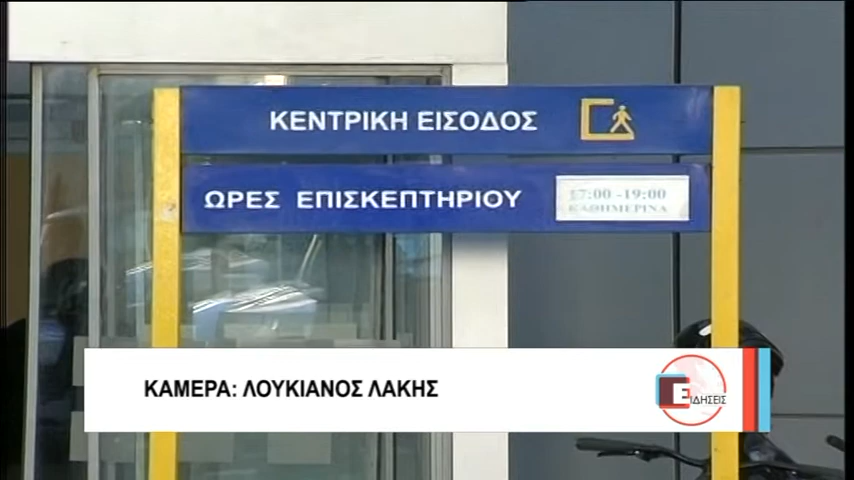 ΚΕΝΤΡΙΚΗ ΕΙΣΟΔΟΣ
ΩΡΕΣ ΕΠΙΣΚΕΠΤΗΡΙΟΥ
17:00 -19:00
ΚΑΘΗΜΕΡΙΝΑ
ΚΑΜΕΡΑ: ΛΟΥΚΙΑΝΟΣ ΛΑΚΗΣ
ΕΙΔΗΣΕΙΣ